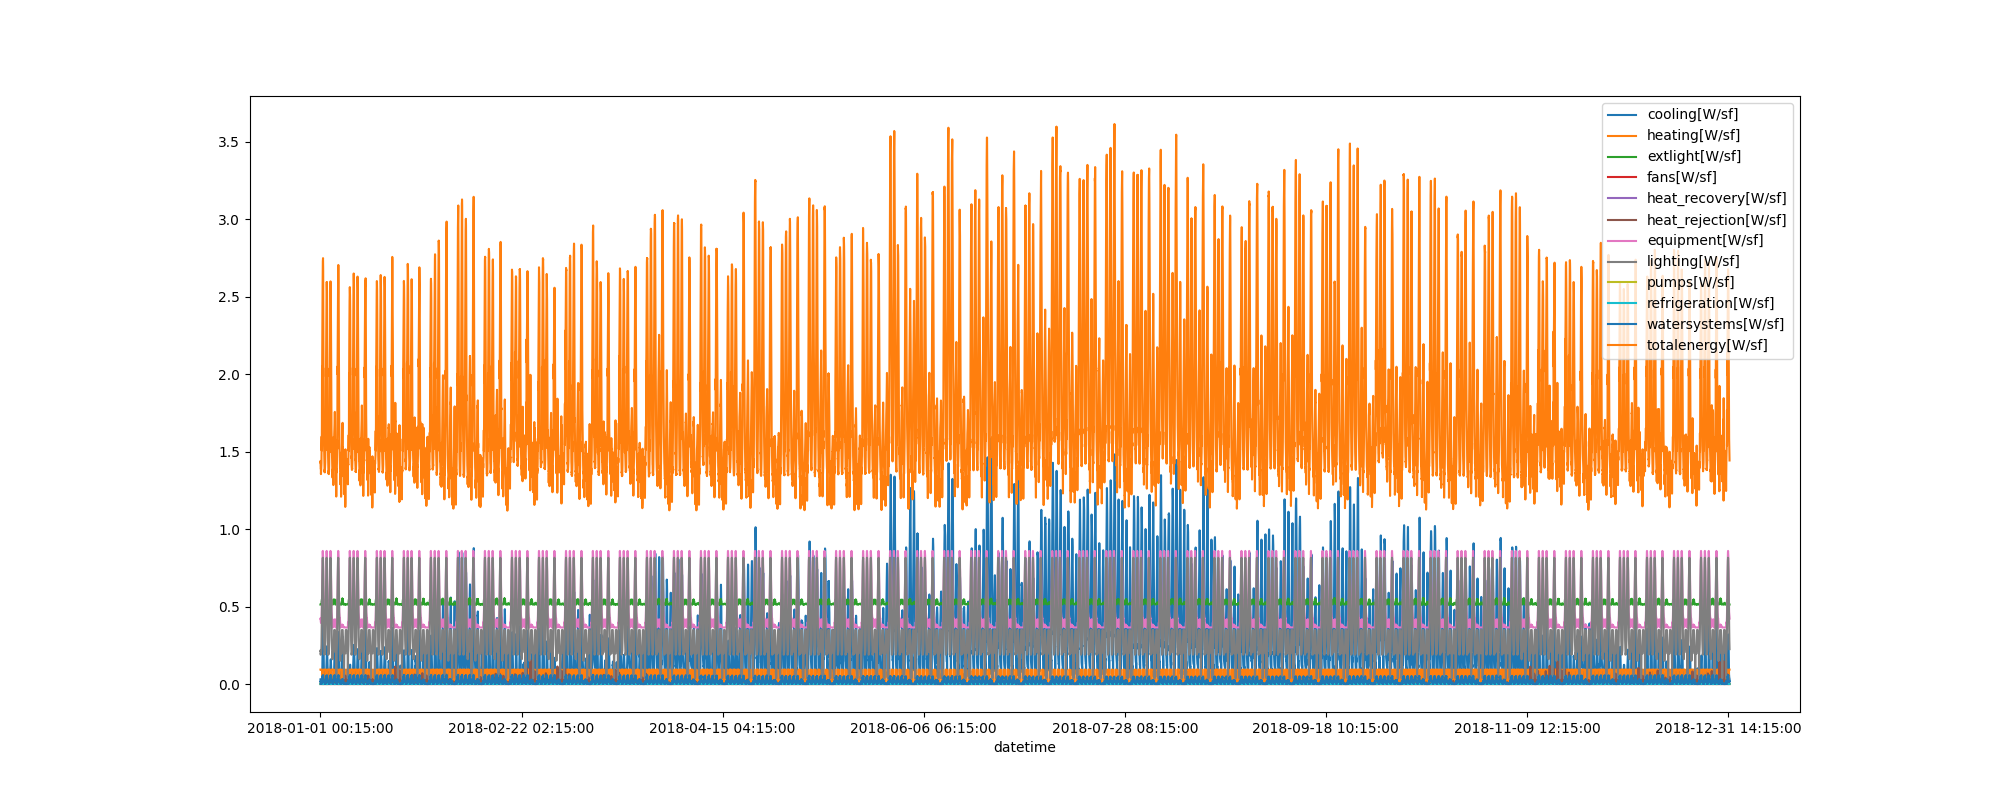 3.5
3.0
2.5
2.0
1.5
1.0
0.5
0.0
cooling[W/sf]
heating[W/sf]
extlight[W/sf]
fans[W/sf]
heat_recovery[W/sf]
heat_rejection[W/sf]
equipment[W/sf]
lighting[W/sf]
pumps[W/sf]
refrigeration[W/sf]
watersystems[W/sf]
totalenergy[W/sf]
2018-01-01 00:15:00
2018-02-22 02:15:00
2018-04-15 04:15:00
2018-06-06 06:15:00
2018-07-28 08:15:00
2018-09-18 10:15:00
2018-11-09 12:15:00
2018-12-31 14:15:00
datetime